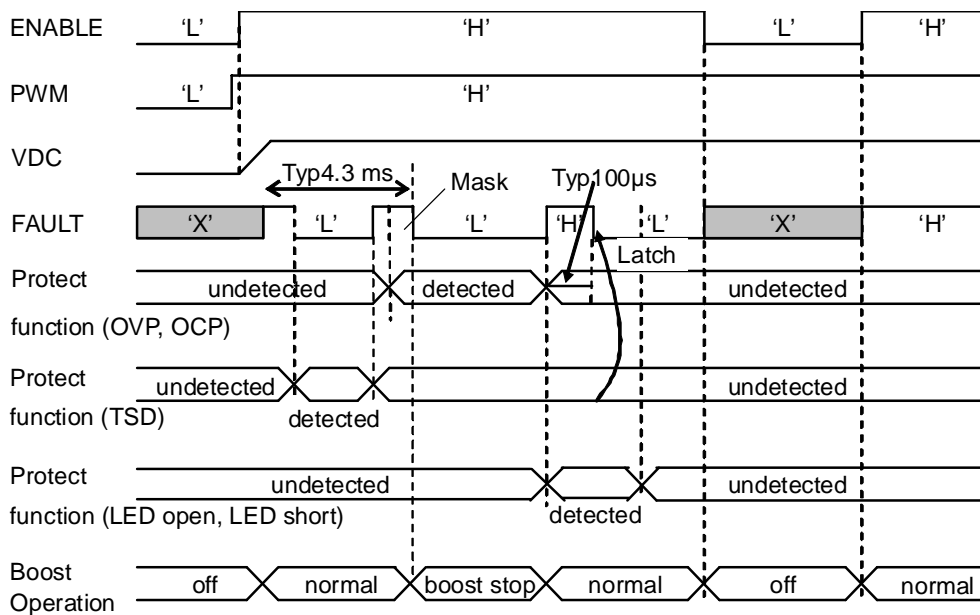 ENABLE ‘L’ ‘H’ ‘L’ ‘H’
PWM ‘L’ ‘H’
VDC
Typ4.3 ms Mask Typ100µs
FAULT ‘X’ ‘L’ ‘L’ ‘H’ ‘L’ ‘X’ ‘H’
Latch
Protect undetected detected undetected
function (OVP, OCP)
Protect undetected undetected
function (TSD) detected
Protect undetected undetected
function (LED open, LED short) detected
Boost off normal boost stop normal off normal
Operation